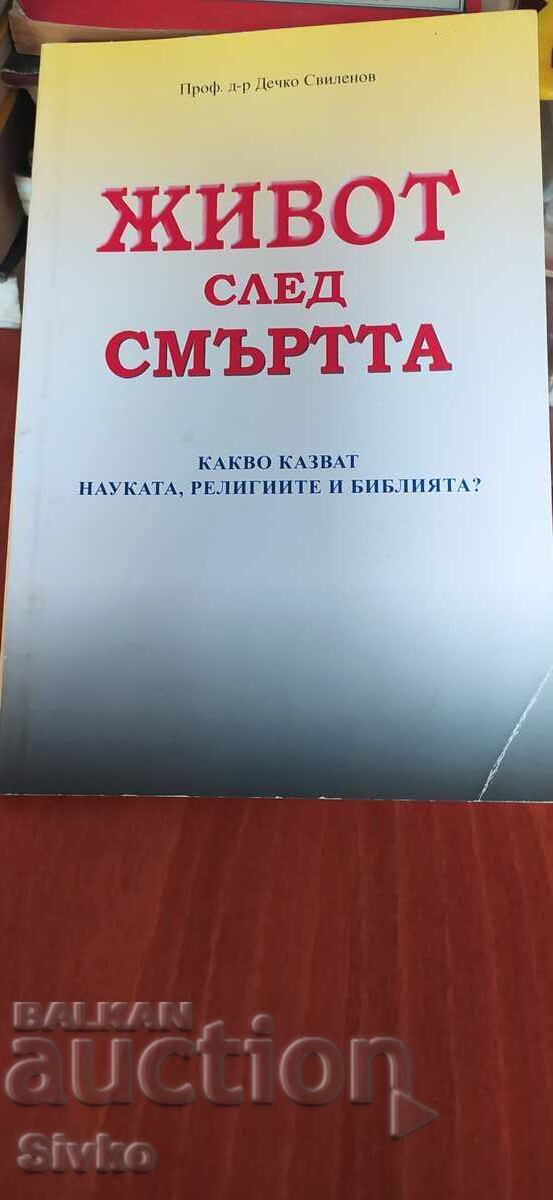 Проф. д-р Дечко Свиленов
ЖИВОТ
СЛЕД
СМЪРТТА
КАКВО КАЗВАТ
НАУКАТА, РЕЛИГИИТЕ И БИБЛИЯТА?
BALKAN
auction
Sivko